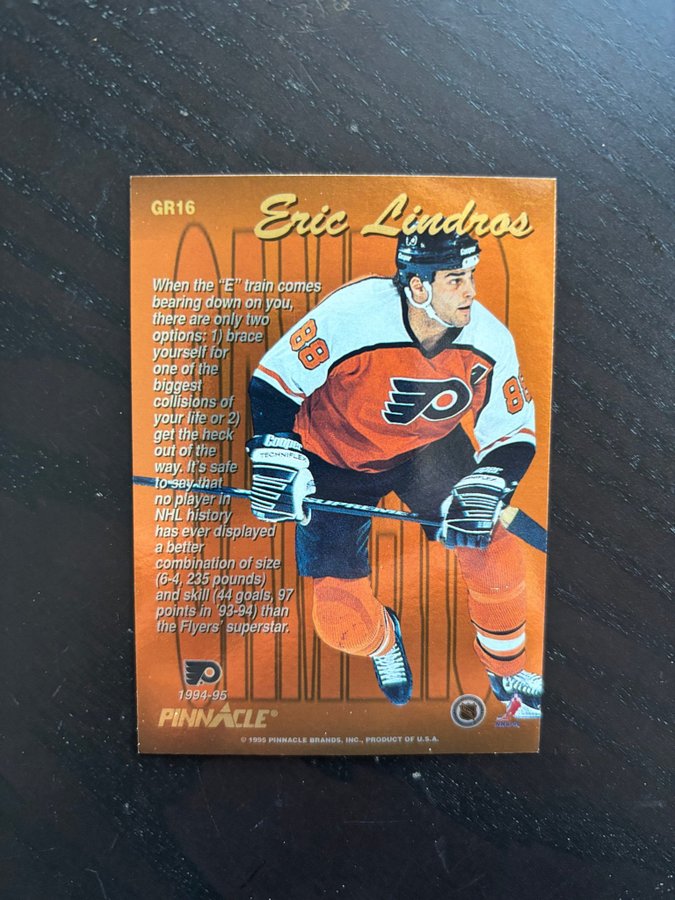 GR16
Eric Lindros
When the "E" train comes
bearing down on you,
there are only two
options: 1) brace
yourself for
one of the
biggest
collisions of
your life or 2)
get the heck
out of the
way. It's safe
to say that
no player in
NHL history
has ever displayed
a better
combination of size
(6-4, 235 pounds)
and skill (44 goals, 97
points in '93-94) than
the Flyers' superstar.
88
88
Cooper
TECHNIFLEX
1994-95
PINNACLE®
© 1995 PINNACLE BRANDS, INC., PRODUCT OF U.S.A.